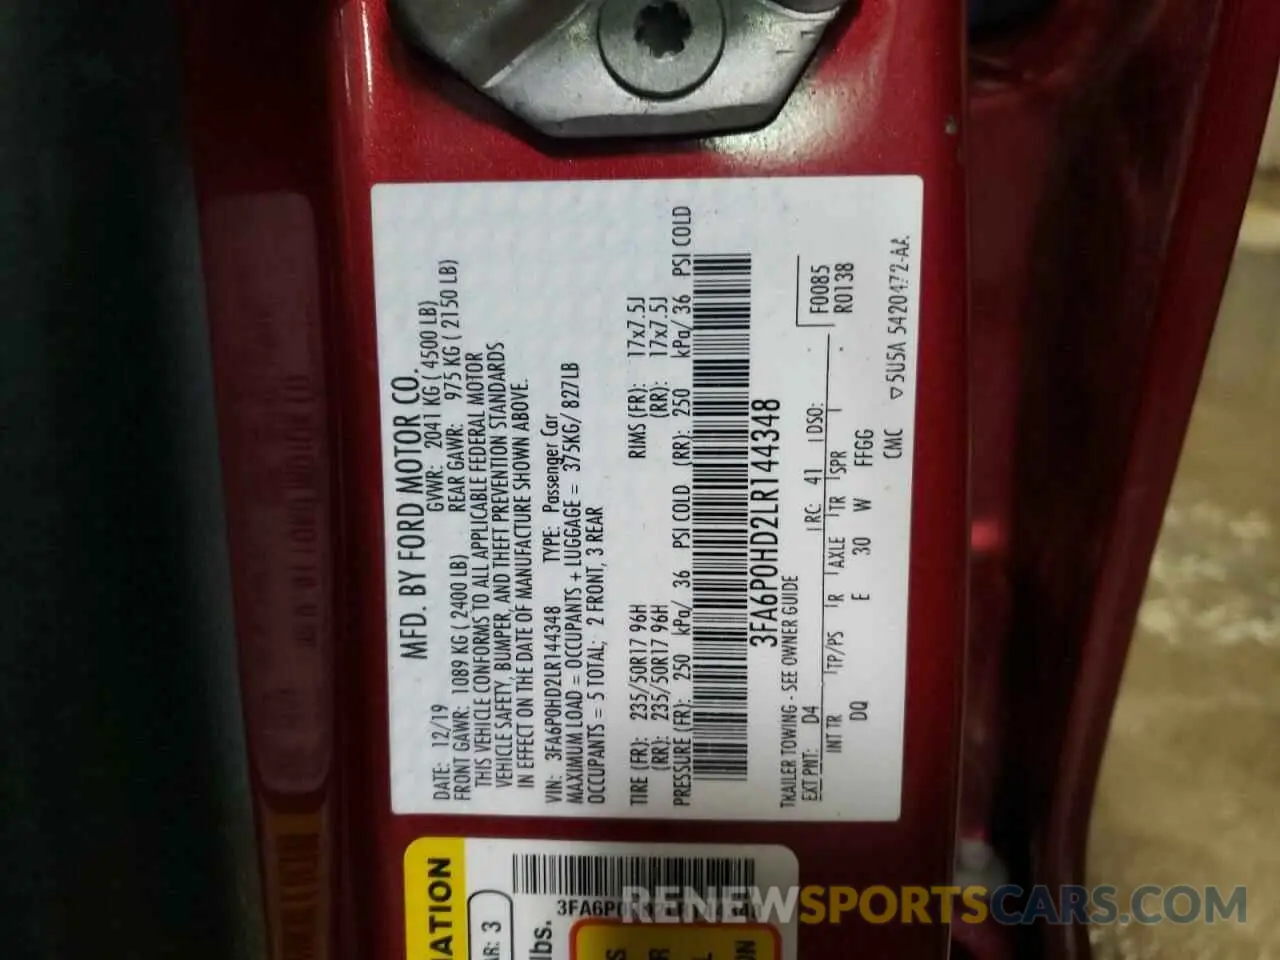 MFD. BY FORD MOTOR CO.
DATE: 12/19 GVWR: 2041 KG ( 4500 LB)
FRONT GAWR: 1089 KG ( 2400 LB) REAR GAWR: 975 KG ( 2150 LB)
THIS VEHICLE CONFORMS TO ALL APPLICABLE FEDERAL MOTOR
VEHICLE SAFETY, BUMPER, AND THEFT PREVENTION STANDARDS
IN EFFECT ON THE DATE OF MANUFACTURE SHOWN ABOVE.
VIN: 3FA6P0HD2LR144348 TYPE: Passenger Car
MAXIMUM LOAD = OCCUPANTS + LUGGAGE = 375KG/ 827LB
OCCUPANTS = 5 TOTAL; 2 FRONT, 3 REAR
TIRE (FR): 235/50R17 96H RIMS (FR): 17x7.5J
(RR): 235/50R17 96H (RR): 17x7.5J
PRESSURE (FR): 250 kPa/ 36 PSI COLD (RR): 250 kPa/ 36 PSI COLD
3FA6P0HD2LR144348
TRAILER TOWING - SEE OWNER GUIDE
EXT PNT: D4 RC: 41 DSO: F0085
INT TR TP/PS R AXLE TR SPR R0138
DQ E 30 W FFGG
CMC ▽5U5A 5420472-AA
MATION
AR: 3
lbs.
RENEWSPORTSCARS.COM